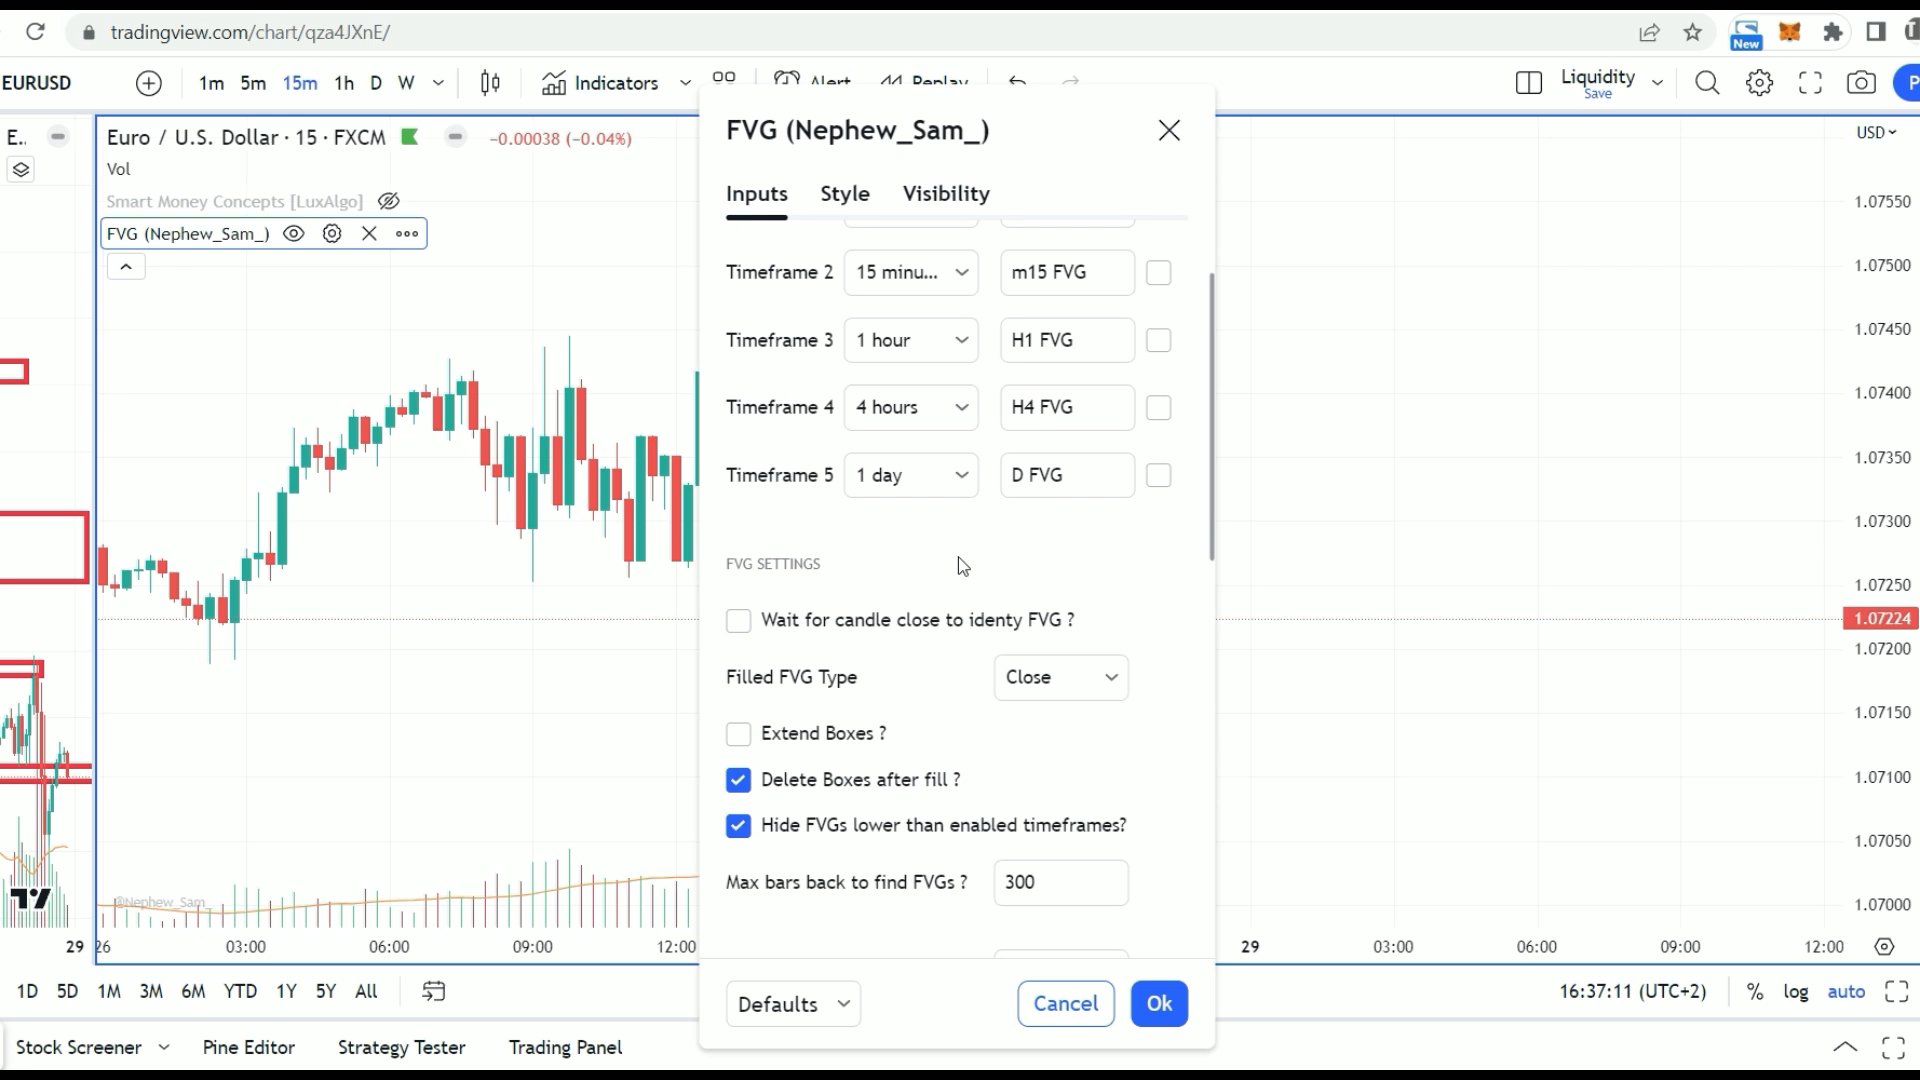 tradingview.com/chart/qza4JXnE/
New
EURUSD
1m 5m 15m 1h D W
Indicators
Alert
Replay
Liquidity
Save
P
E..
Euro / U.S. Dollar · 15 · FXCM
−0.00038 (−0.04%)
Vol
Smart Money Concepts [LuxAlgo]
FVG (Nephew_Sam_)
USD
1.07550
1.07500
1.07450
1.07400
1.07350
1.07300
1.07250
1.07224
1.07200
1.07150
1.07100
1.07050
1.07000
FVG (Nephew_Sam_)
Inputs Style Visibility
Timeframe 2 15 minu... m15 FVG
Timeframe 3 1 hour H1 FVG
Timeframe 4 4 hours H4 FVG
Timeframe 5 1 day D FVG
FVG SETTINGS
Wait for candle close to identy FVG ?
Filled FVG Type Close
Extend Boxes ?
Delete Boxes after fill ?
Hide FVGs lower than enabled timeframes?
Max bars back to find FVGs ? 300
Defaults Cancel Ok
@Nephew_Sam_
29 26 03:00 06:00 09:00 12:00 29 03:00 06:00 09:00 12:00
1D 5D 1M 3M 6M YTD 1Y 5Y All
16:37:11 (UTC+2) % log auto
Stock Screener Pine Editor Strategy Tester Trading Panel